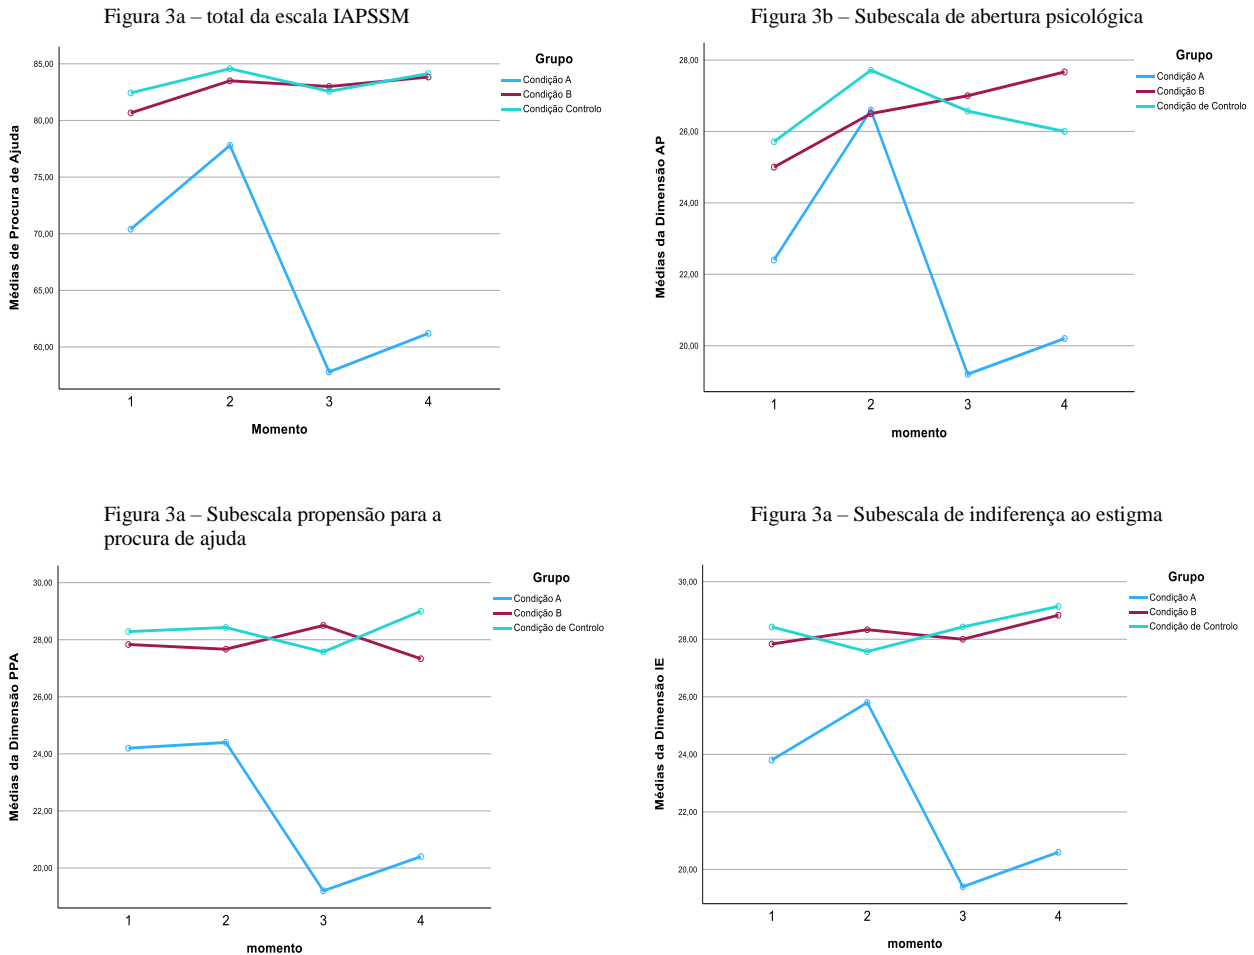 Figura 3a – total da escala IAPSSM
85,00
80,00
75,00
70,00
65,00
60,00
Médias de Procura de Ajuda
1 2 3 4
Momento
Grupo
Condição A
Condição B
Condição Controlo
Figura 3b – Subescala de abertura psicológica
28,00
26,00
24,00
22,00
20,00
Médias da Dimensão AP
1 2 3 4
momento
Grupo
Condição A
Condição B
Condição de Controlo
Figura 3a – Subescala propensão para a
procura de ajuda
30,00
28,00
26,00
24,00
22,00
20,00
Médias da Dimensão PPA
1 2 3 4
momento
Grupo
Condição A
Condição B
Condição de Controlo
Figura 3a – Subescala de indiferença ao estigma
30,00
28,00
26,00
24,00
22,00
20,00
Médias da Dimensão IE
1 2 3 4
momento
Grupo
Condição A
Condição B
Condição de Controlo